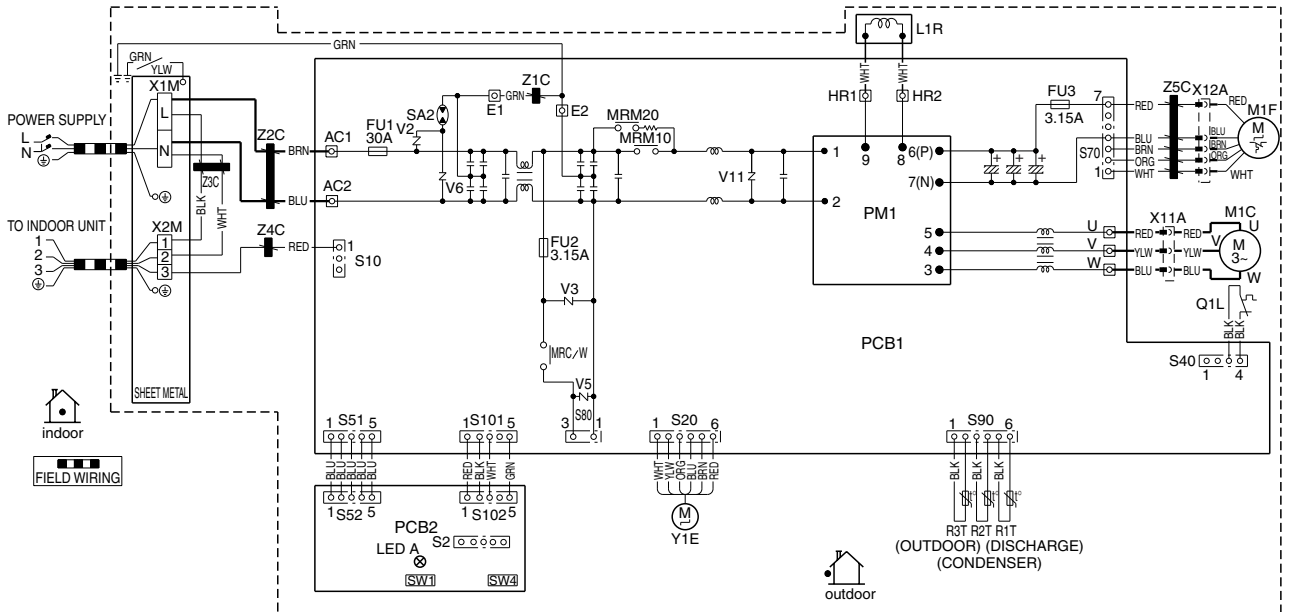 GRN
GRN
YLW
X1M
L
N
POWER SUPPLY
L
N
TO INDOOR UNIT
1
2
3
X2M
1
2
3
SHEET METAL
Z3C
BLK
WHT
Z2C
Z4C
BRN
BLU
RED
AC1
AC2
FU1
30A
V2
SA2
E1
GRN
Z1C
E2
V6
1
S10
MRM20
MRM10
FU2
3.15A
V3
MRC/W
V5
S80
3
1
V11
L1R
WHT
WHT
HR1
HR2
9
8
1
2
6(P)
7(N)
PM1
5
4
3
FU3
3.15A
7
S70
1
RED
BLU
BRN
ORG
WHT
Z5C
X12A
RED
BLU
BRN
ORG
WHT
M1F
M
U
V
W
RED
YLW
BLU
X11A
RED
YLW
BLU
M1C
U
V
W
M
3~
Q1L
BLK
BLK
S40
1
4
PCB1
indoor
FIELD WIRING
1 S51 5
BLU
BLU
BLU
BLU
BLU
1 S52 5
1 S101 5
RED
BLK
WHT
GRN
1 S102 5
PCB2
S2
LED A
SW1
SW4
1 S20 6
WHT
YLW
ORG
BLU
BRN
RED
M
Y1E
1 S90 6
BLK
BLK
BLK
t°
t°
t°
R3T R2T R1T
(OUTDOOR) (DISCHARGE)
(CONDENSER)
outdoor